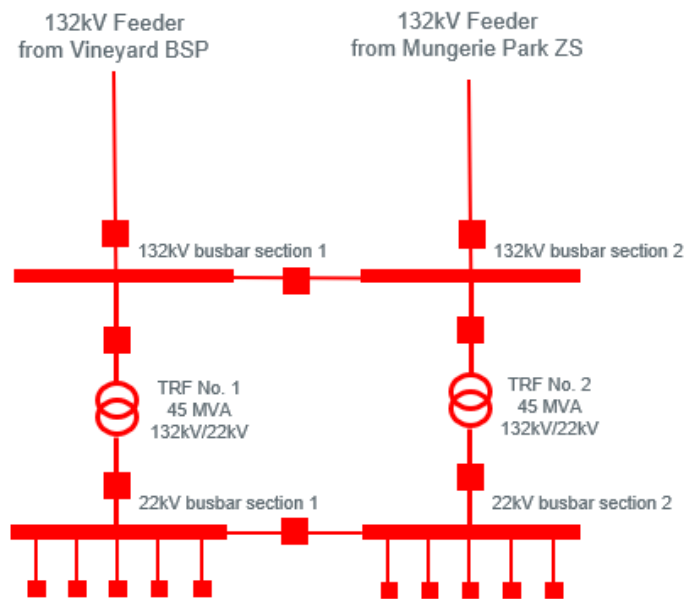 132kV Feeder
from Vineyard BSP
132kV Feeder
from Mungerie Park ZS
132kV busbar section 1
132kV busbar section 2
TRF No. 1
45 MVA
132kV/22kV
TRF No. 2
45 MVA
132kV/22kV
22kV busbar section 1
22kV busbar section 2